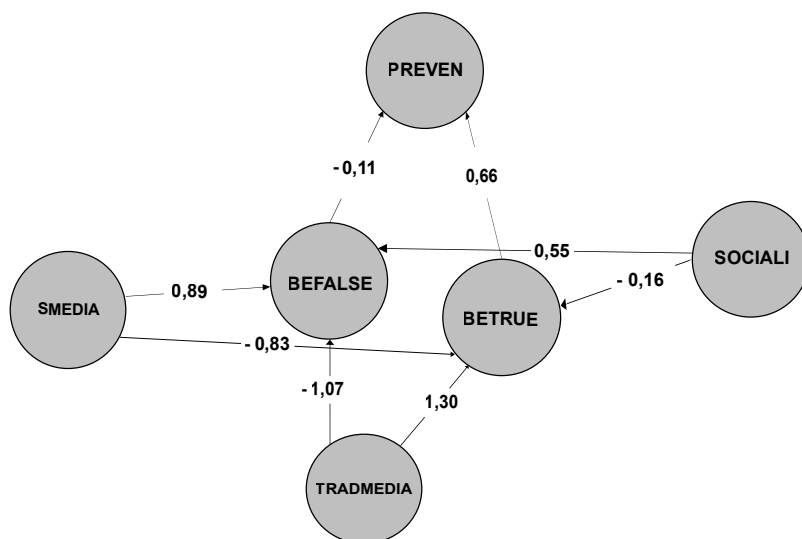 PREVEN
- 0,11
0,66
0,55
SOCIALI
- 0,16
BEFALSE
0,89
SMEDIA
BETRUE
- 0,83
- 1,07
1,30
TRADMEDIA